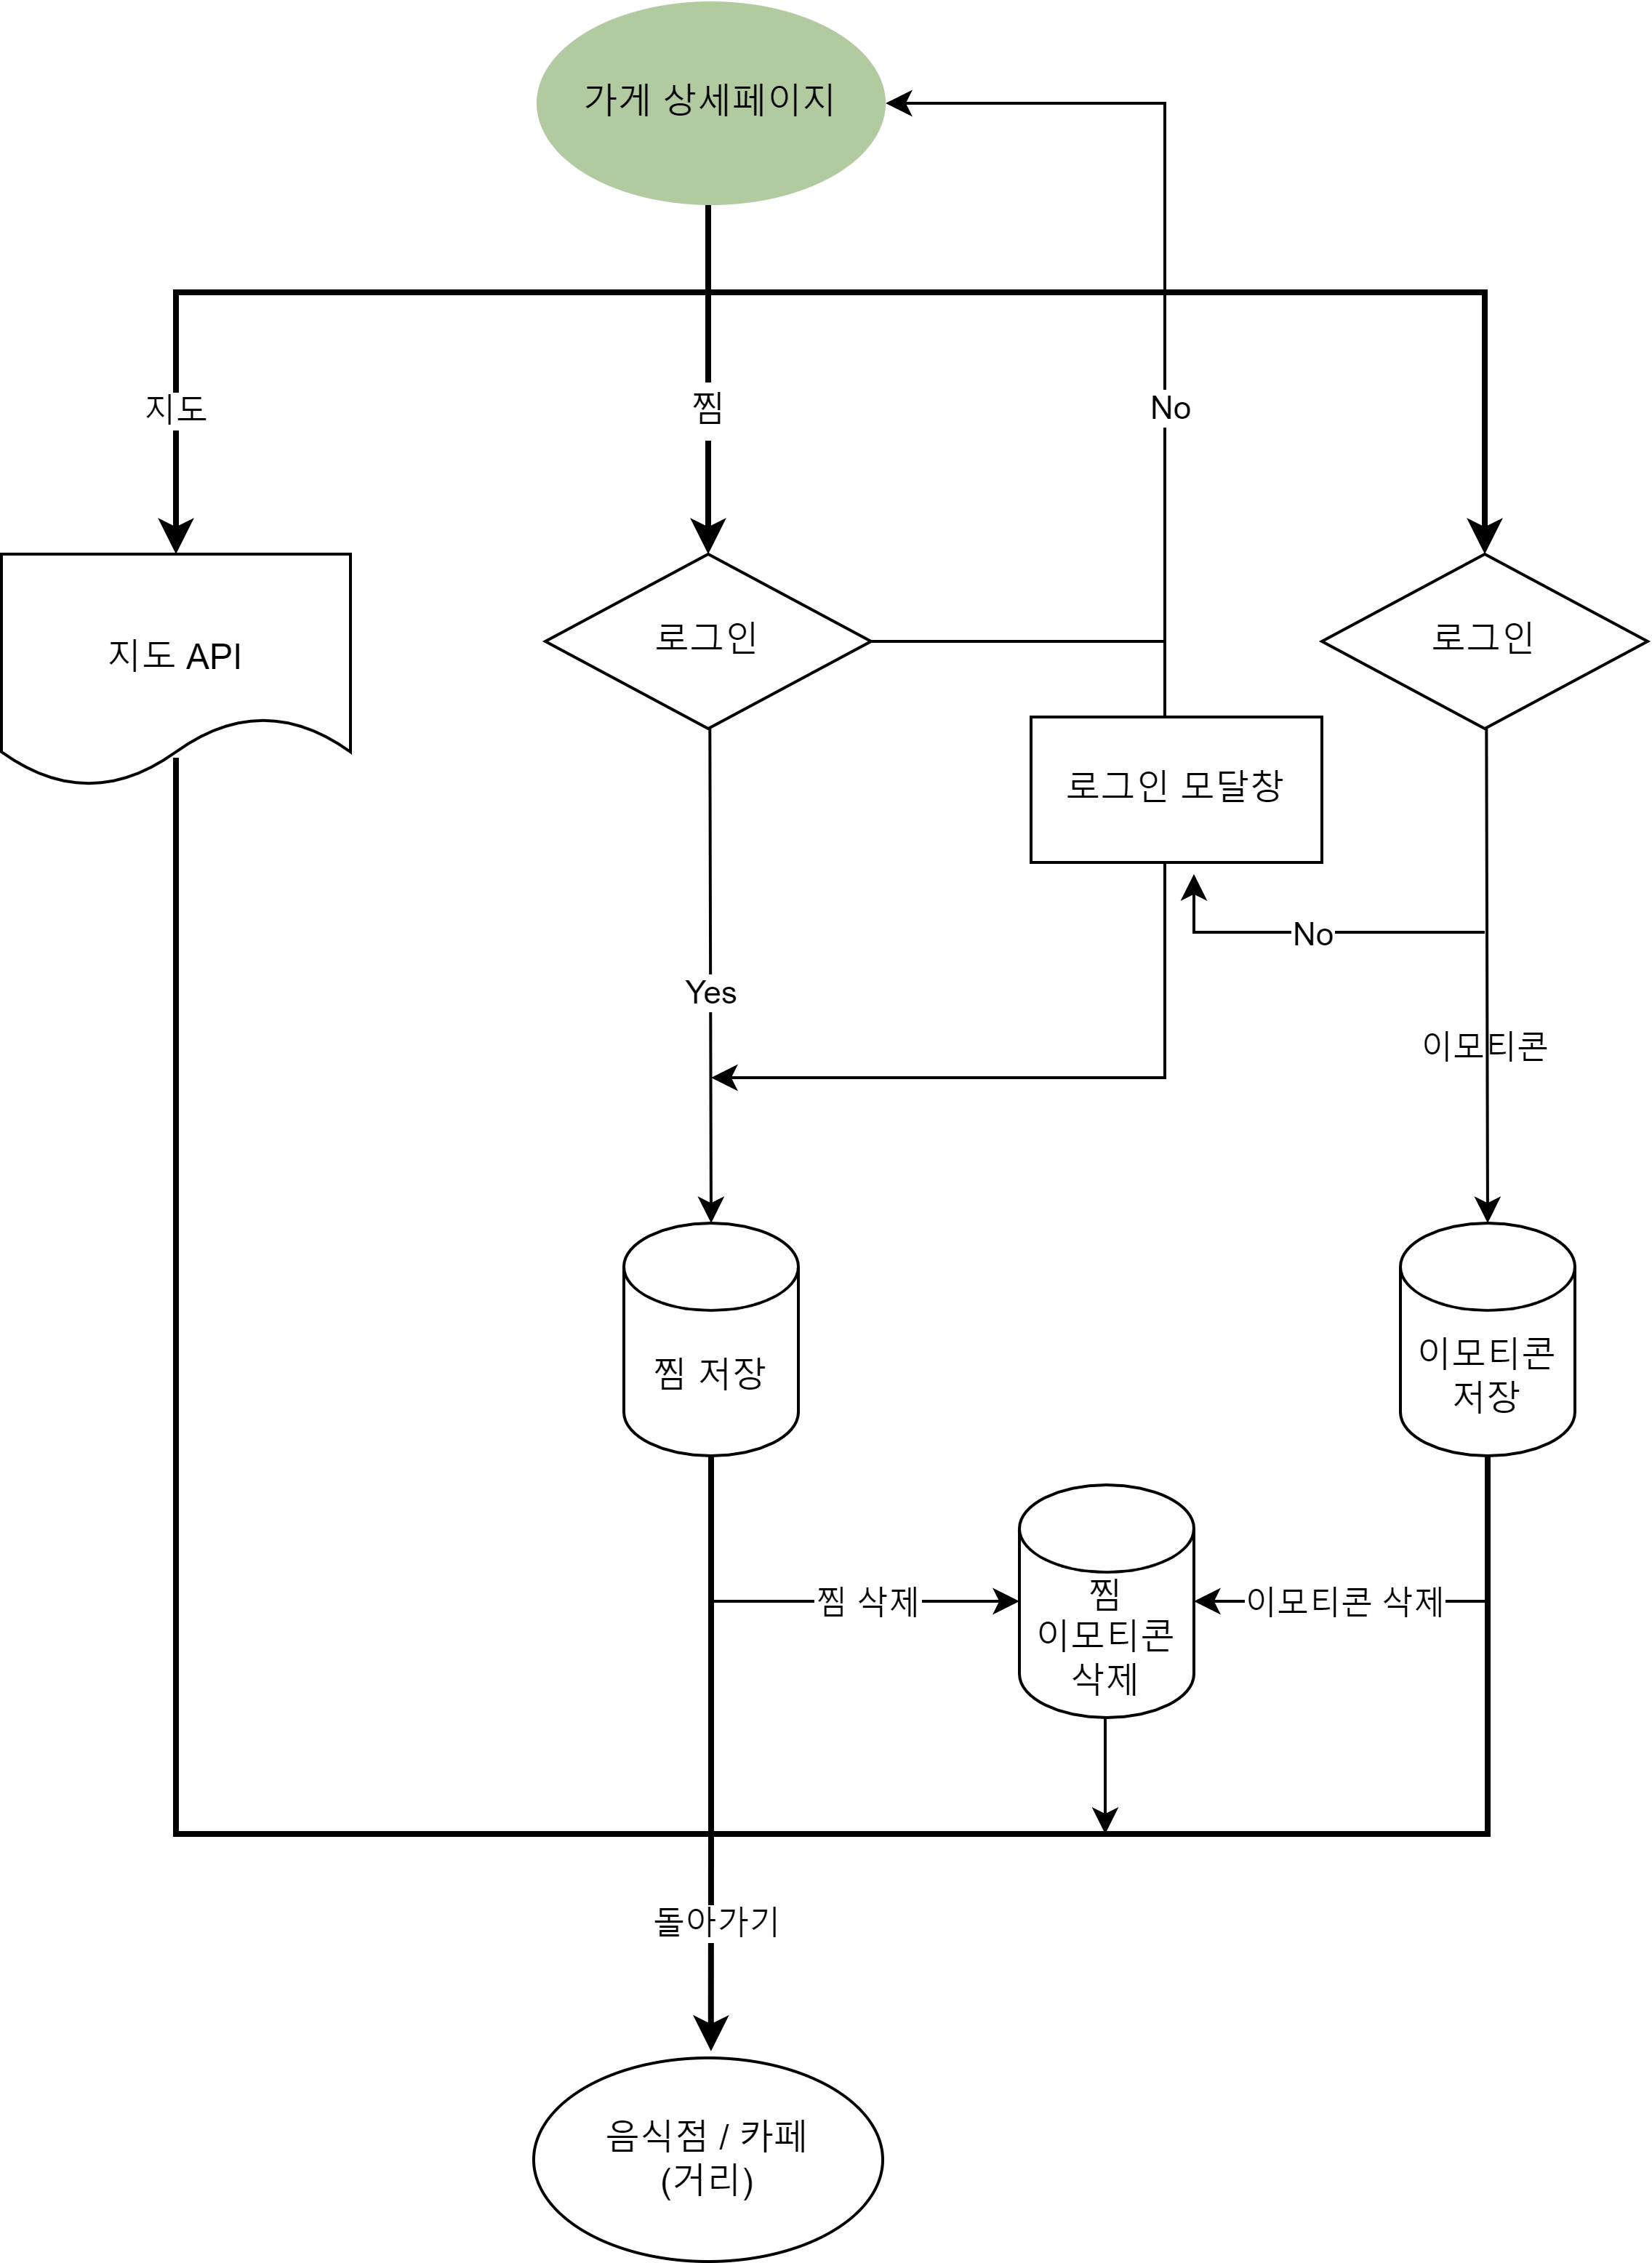 가게 상세페이지
지도
찜
No
로그인
로그인
지도 API
로그인 모달창
No
Yes
이모티콘
찜 저장
이모티콘
저장
찜 삭제
찜
이모티콘
삭제
이모티콘 삭제
돌아가기
음식점 / 카페
(거리)